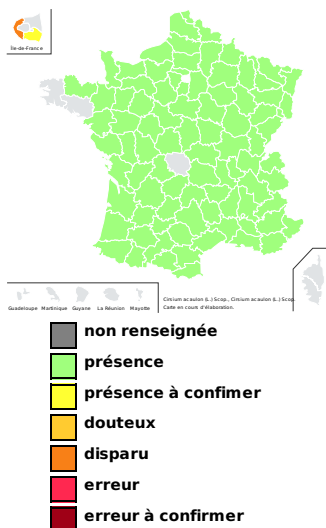 Île-de-France
Guadeloupe Martinique Guyane La Réunion Mayotte
Cirsium acaulon (L.) Scop., Cirsium acaulon (L.) Scop.
Carte en cours d'élaboration.
non renseignée
présence
présence à confimer
douteux
disparu
erreur
erreur à confirmer